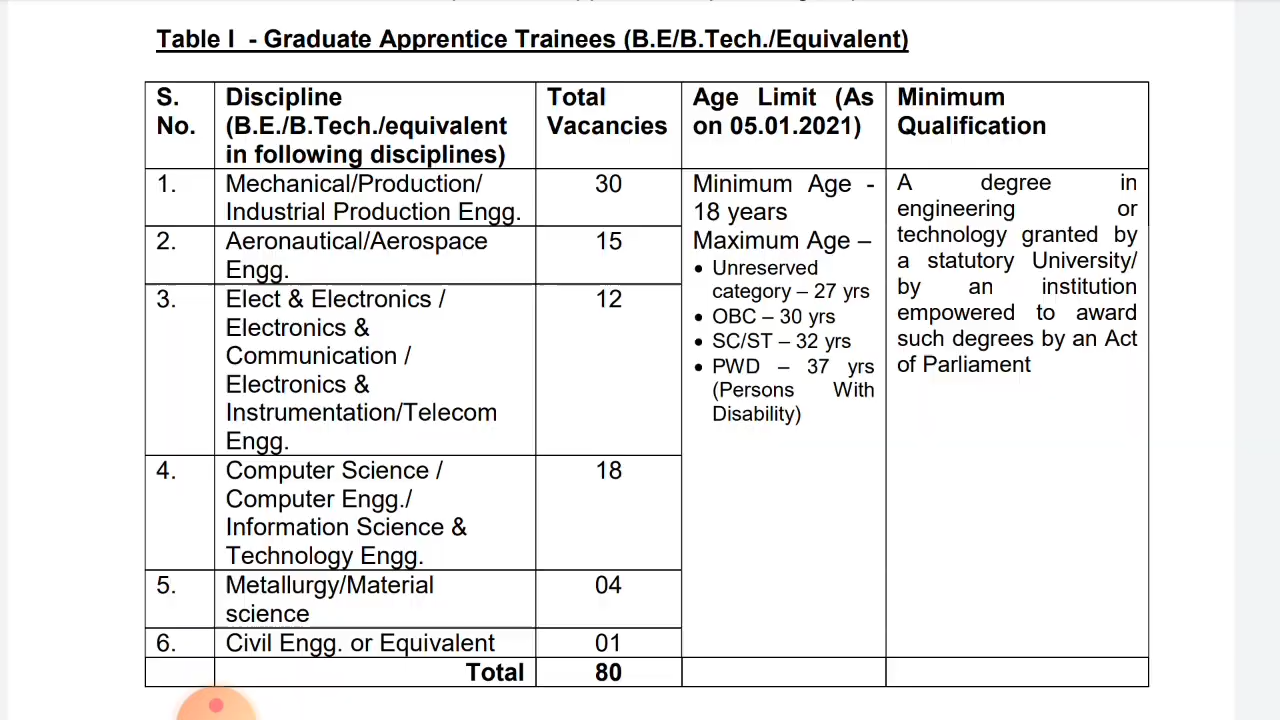 Table I - Graduate Apprentice Trainees (B.E/B.Tech./Equivalent)
S. No.
Discipline
(B.E./B.Tech./equivalent
in following disciplines)
Total
Vacancies
Age Limit (As
on 05.01.2021)
Minimum
Qualification
1.
Mechanical/Production/
Industrial Production Engg.
30
Minimum Age -
18 years
Maximum Age –
• Unreserved
category – 27 yrs
• OBC – 30 yrs
• SC/ST – 32 yrs
• PWD – 37 yrs
(Persons With
Disability)
A degree in
engineering or
technology granted by
a statutory University/
by an institution
empowered to award
such degrees by an Act
of Parliament
2.
Aeronautical/Aerospace
Engg.
15
3.
Elect & Electronics /
Electronics &
Communication /
Electronics &
Instrumentation/Telecom
Engg.
12
4.
Computer Science /
Computer Engg./
Information Science &
Technology Engg.
18
5.
Metallurgy/Material
science
04
6.
Civil Engg. or Equivalent
01
Total
80